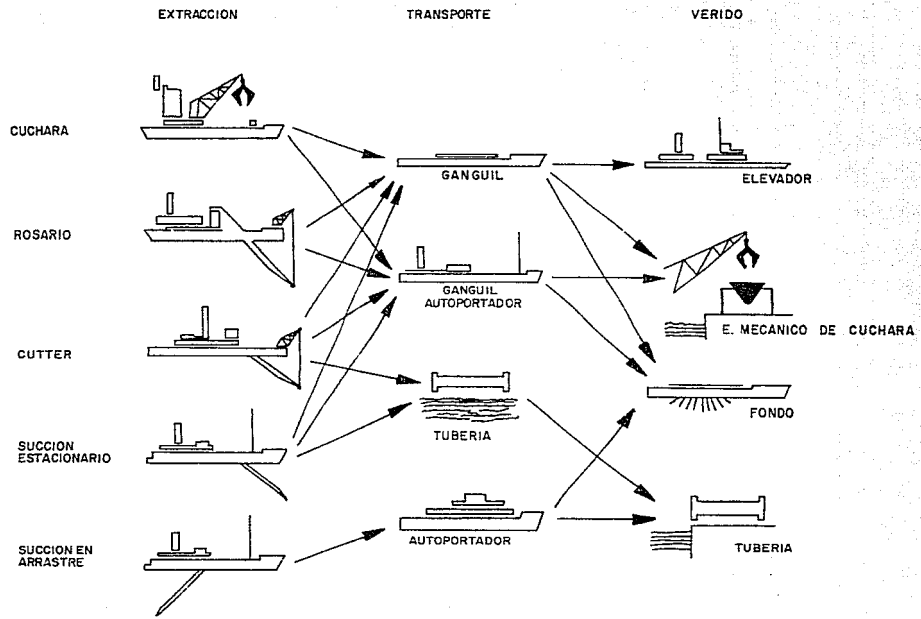 EXTRACCION
TRANSPORTE
VERIDO
CUCHARA
GANGUIL
ELEVADOR
ROSARIO
GANGUIL
AUTOPORTADOR
E. MECANICO DE CUCHARA
CUTTER
FONDO
TUBERIA
SUCCION
ESTACIONARIO
AUTOPORTADOR
TUBERIA
SUCCION EN
ARRASTRE